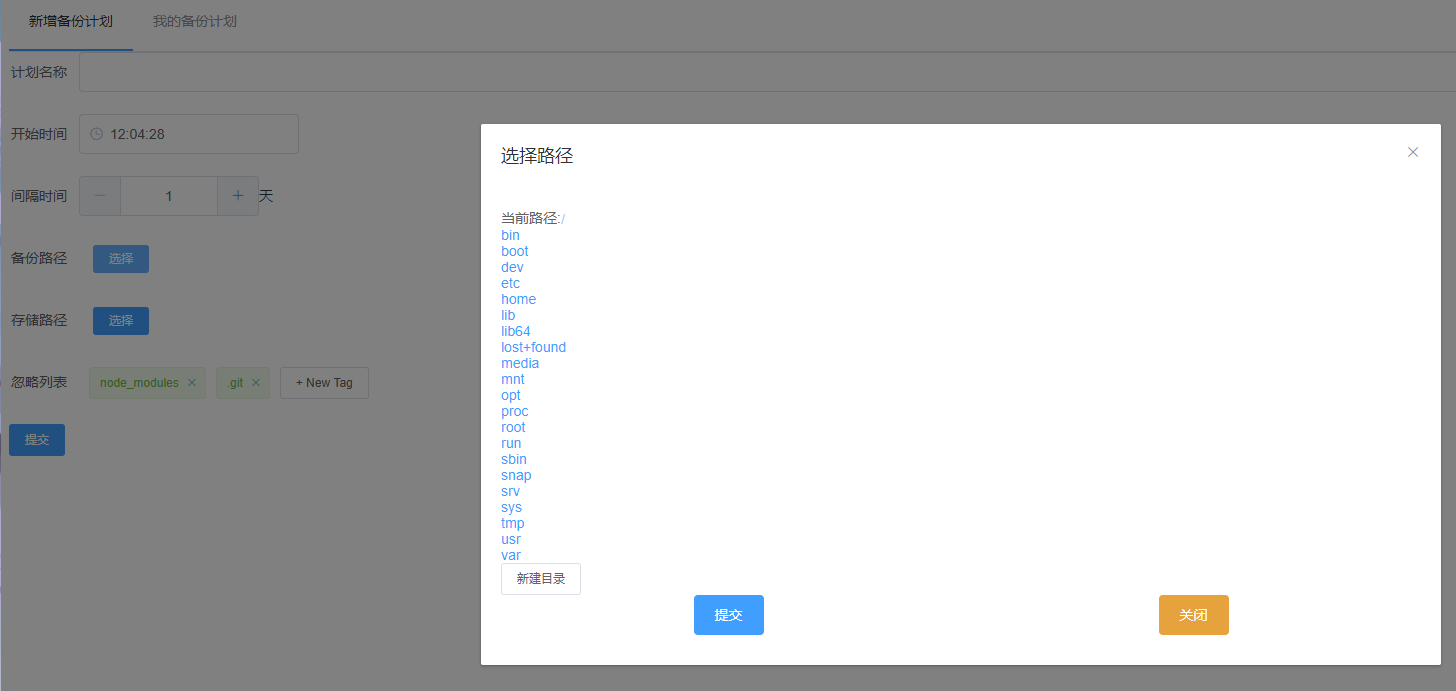 新增备份计划 我的备份计划
计划名称
开始时间 12:04:28
间隔时间 1 天
备份路径 选择
存储路径 选择
忽略列表 node_modules .git + New Tag
提交
选择路径
当前路径:/
bin
boot
dev
etc
home
lib
lib64
lost+found
media
mnt
opt
proc
root
run
sbin
snap
srv
sys
tmp
usr
var
新建目录
提交 关闭